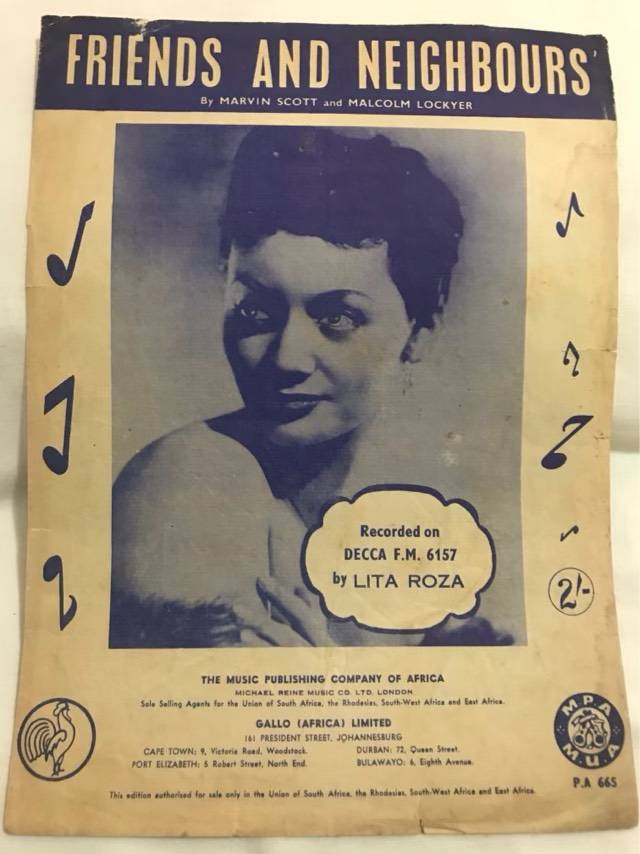 FRIENDS AND NEIGHBOURS'
By MARVIN SCOTT and MALCOLM LOCKYER
Recorded on
DECCA F.M. 6157
by LITA ROZA
2/-
THE MUSIC PUBLISHING COMPANY OF AFRICA
MICHAEL REINE MUSIC CO. LTD. LONDON
Sole Selling Agents for the Union of South Africa, the Rhodesias, South-West Africa and East Africa.
GALLO (AFRICA) LIMITED
161 PRESIDENT STREET, JOHANNESBURG
CAPE TOWN: 9, Victoria Road, Woodstock. DURBAN: 72, Queen Street.
PORT ELIZABETH: 5 Robert Street, North End. BULAWAYO: 6, Eighth Avenue.
MPA
M.U.A
P.A 665
This edition authorised for sale only in the Union of South Africa, the Rhodesias, South-West Africa and East Africa.